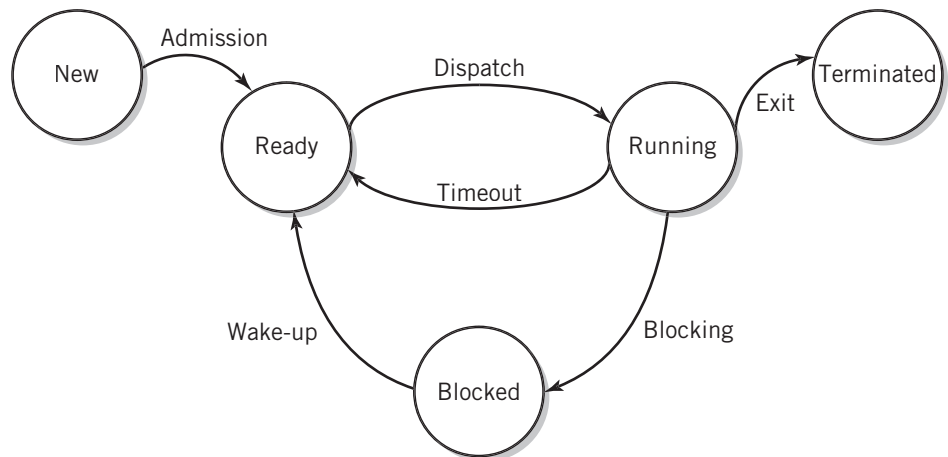 New
Admission
Ready
Dispatch
Timeout
Running
Exit
Terminated
Wake-up
Blocking
Blocked